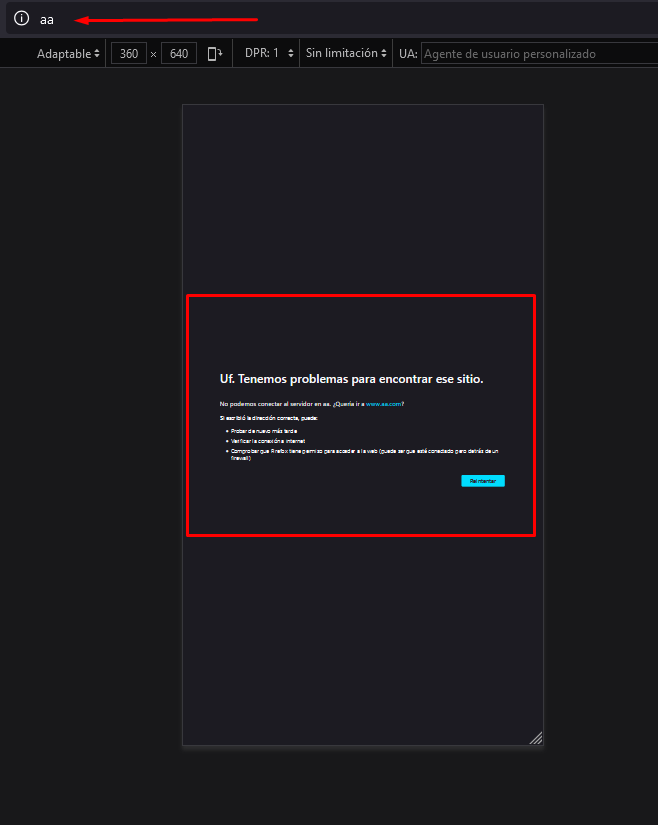 aa
Adaptable 360 × 640 DPR: 1 Sin limitación UA: Agente de usuario personalizado
Uf. Tenemos problemas para encontrar ese sitio.
No podemos conectar al servidor en aa. ¿Quería ir a www.aa.com?
Si escribió la dirección correcta, puede:
• Probar de nuevo más tarde
• Verificar la conexión a Internet
• Comprobar que Firefox tiene permiso para acceder a la web (puede ser que esté conectado pero detrás de un
firewall)
Reintentar